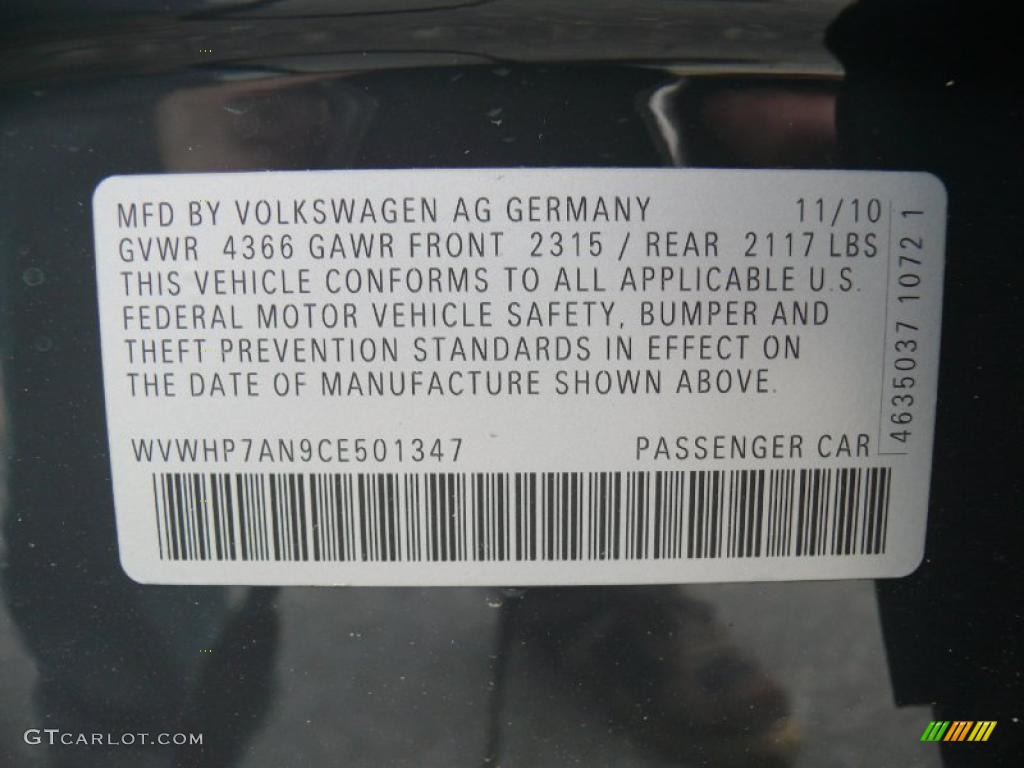 MFD BY VOLKSWAGEN AG GERMANY 11/10
GVWR 4366 GAWR FRONT 2315 / REAR 2117 LBS
THIS VEHICLE CONFORMS TO ALL APPLICABLE U.S.
FEDERAL MOTOR VEHICLE SAFETY, BUMPER AND
THEFT PREVENTION STANDARDS IN EFFECT ON
THE DATE OF MANUFACTURE SHOWN ABOVE.
WVWHP7AN9CE501347 PASSENGER CAR
46350371072 1
GTCARLOT.COM